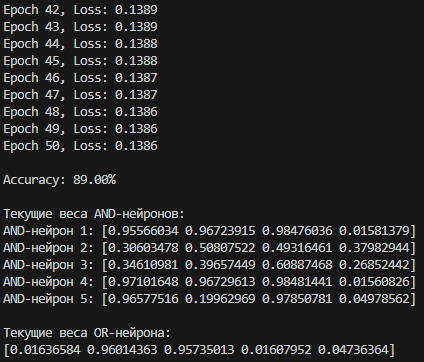 Epoch 42, Loss: 0.1389
Epoch 43, Loss: 0.1389
Epoch 44, Loss: 0.1388
Epoch 45, Loss: 0.1388
Epoch 46, Loss: 0.1387
Epoch 47, Loss: 0.1387
Epoch 48, Loss: 0.1386
Epoch 49, Loss: 0.1386
Epoch 50, Loss: 0.1386
Accuracy: 89.00%
Текущие веса AND-нейронов:
AND-нейрон 1: [0.95566034 0.96723915 0.98476036 0.01581379]
AND-нейрон 2: [0.30603478 0.50807522 0.49316461 0.37982944]
AND-нейрон 3: [0.34610981 0.39657449 0.60887468 0.26852442]
AND-нейрон 4: [0.97101648 0.96729613 0.98481441 0.01560826]
AND-нейрон 5: [0.96577516 0.19962969 0.97850781 0.04978562]
Текущие веса OR-нейрона:
[0.01636584 0.96014363 0.95735013 0.01607952 0.04736364]